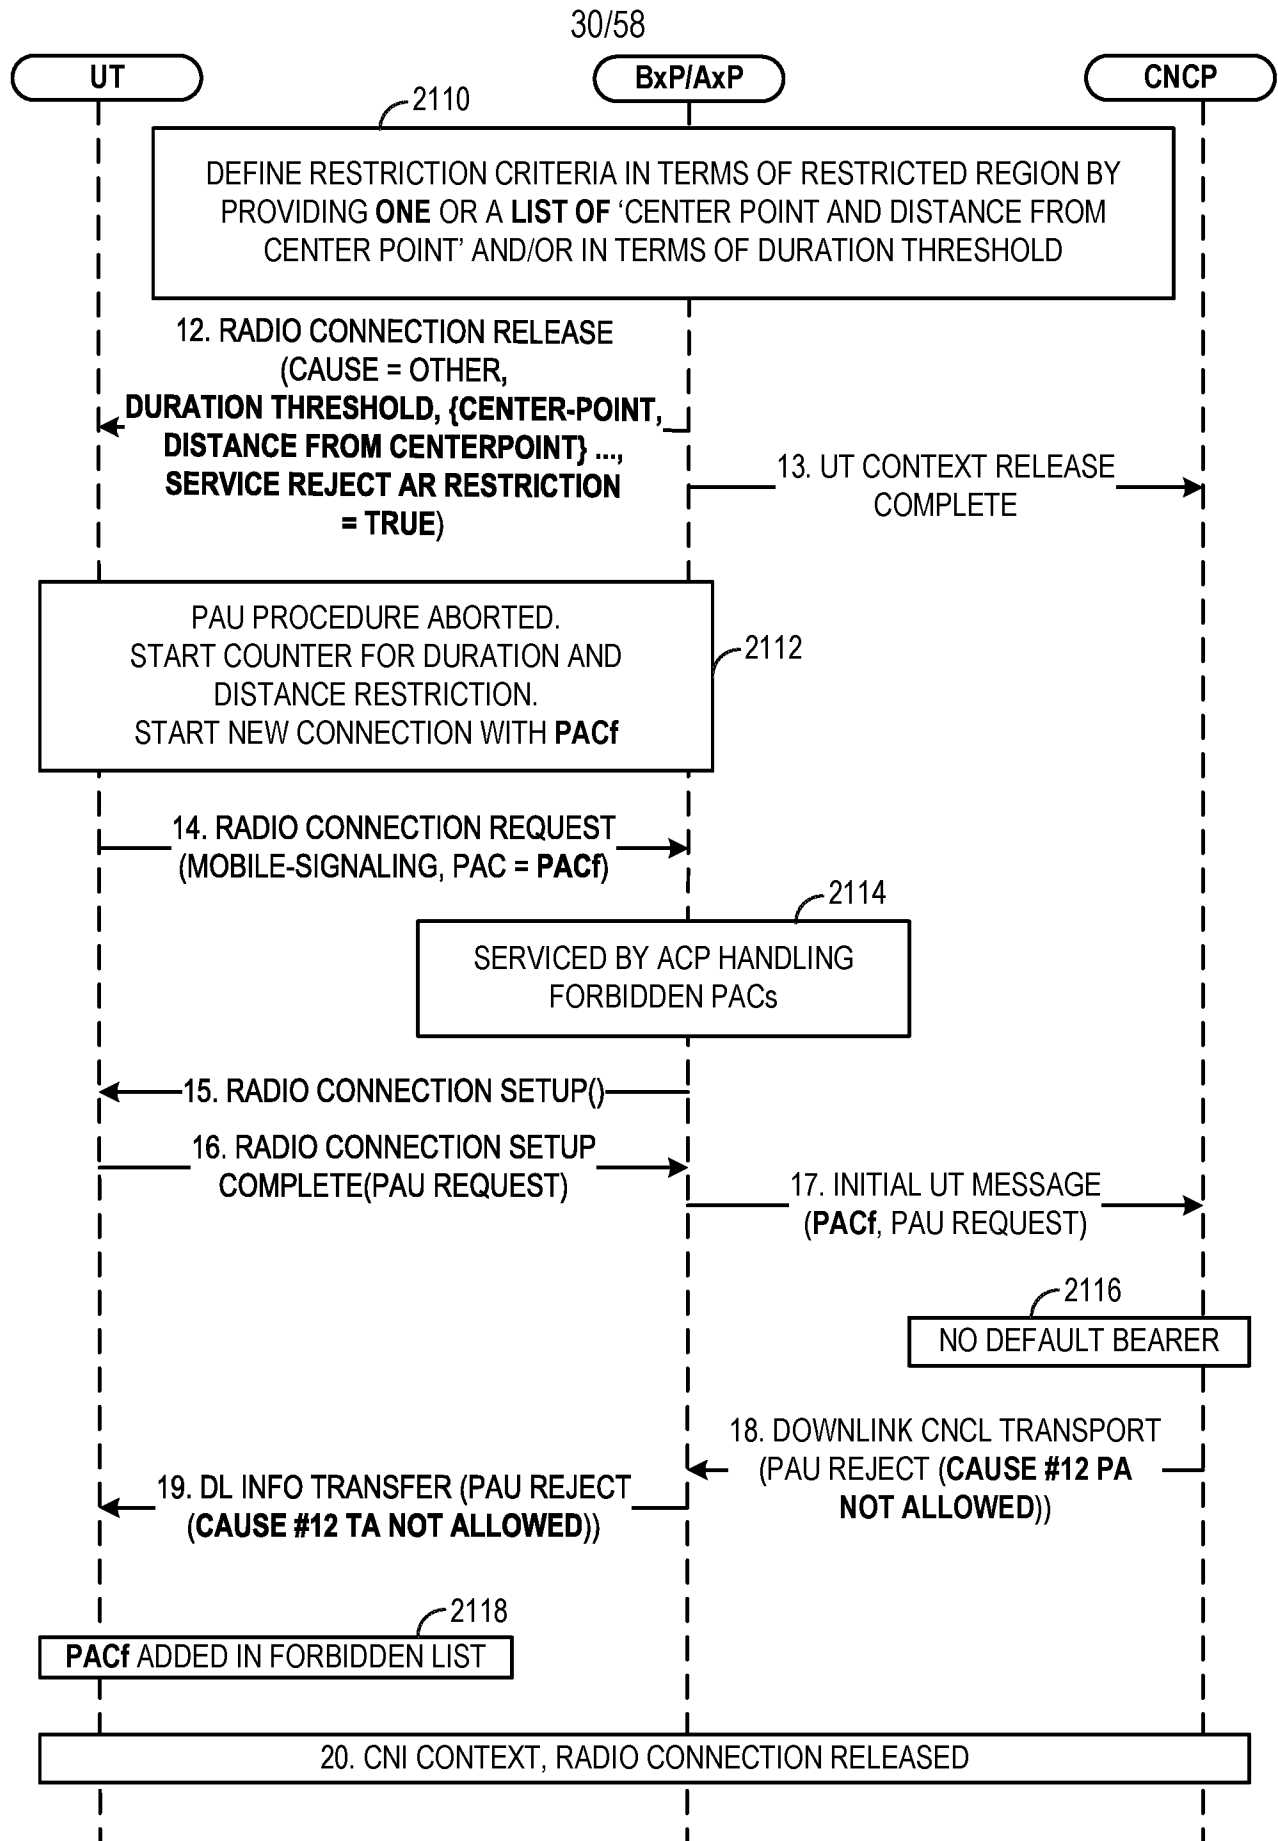 30/58
UT
BxP/AxP
CNCP
2110
DEFINE RESTRICTION CRITERIA IN TERMS OF RESTRICTED REGION BY
PROVIDING ONE OR A LIST OF ‘CENTER POINT AND DISTANCE FROM
CENTER POINT’ AND/OR IN TERMS OF DURATION THRESHOLD
12. RADIO CONNECTION RELEASE
(CAUSE = OTHER,
DURATION THRESHOLD, {CENTER-POINT,
DISTANCE FROM CENTERPOINT} ...,
SERVICE REJECT AR RESTRICTION
= TRUE)
13. UT CONTEXT RELEASE
COMPLETE
PAU PROCEDURE ABORTED.
START COUNTER FOR DURATION AND
DISTANCE RESTRICTION.
START NEW CONNECTION WITH PACf
2112
14. RADIO CONNECTION REQUEST
(MOBILE-SIGNALING, PAC = PACf)
2114
SERVICED BY ACP HANDLING
FORBIDDEN PACs
15. RADIO CONNECTION SETUP()
16. RADIO CONNECTION SETUP
COMPLETE(PAU REQUEST)
17. INITIAL UT MESSAGE
(PACf, PAU REQUEST)
2116
NO DEFAULT BEARER
18. DOWNLINK CNCL TRANSPORT
(PAU REJECT (CAUSE #12 PA
NOT ALLOWED))
19. DL INFO TRANSFER (PAU REJECT
(CAUSE #12 TA NOT ALLOWED))
2118
PACf ADDED IN FORBIDDEN LIST
20. CNI CONTEXT, RADIO CONNECTION RELEASED